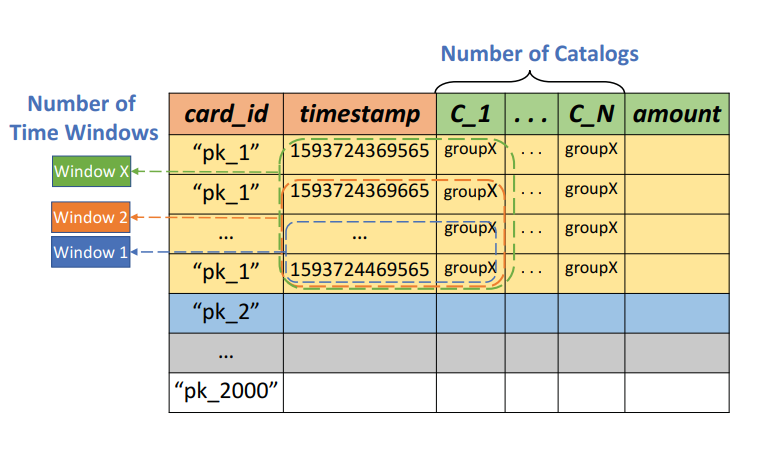 Number of Catalogs
Number of
Time Windows
card_id timestamp C_1 ... C_N amount
"pk_1" 1593724369565 groupX ... groupX
Window X
"pk_1" 1593724369665 groupX ... groupX
Window 2
... ... groupX ... groupX
Window 1
"pk_1" 1593724469565 groupX ... groupX
"pk_2"
...
"pk_2000"